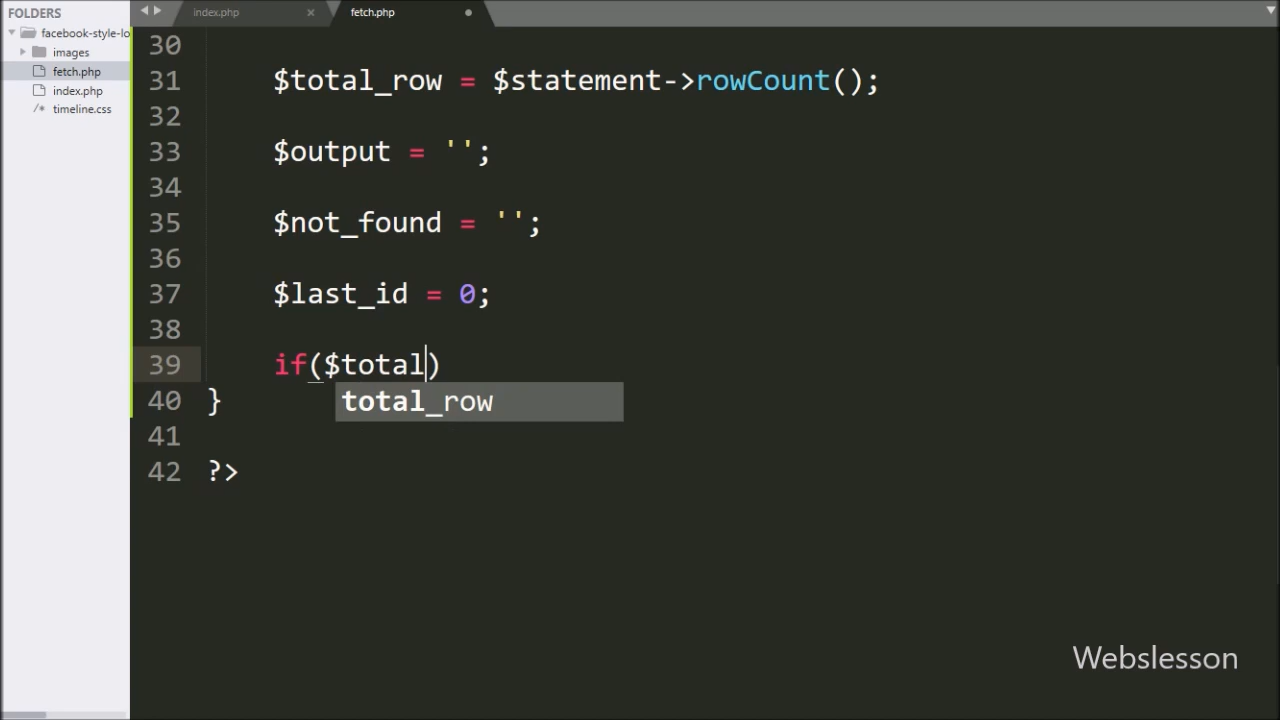 FOLDERS
facebook-style-lo
images
fetch.php
index.php
/* timeline.css
index.php ×
fetch.php
30
31 $total_row = $statement->rowCount();
32
33 $output = '';
34
35 $not_found = '';
36
37 $last_id = 0;
38
39 if($total)
total_row
40 }
41
42 ?>
Webslesson